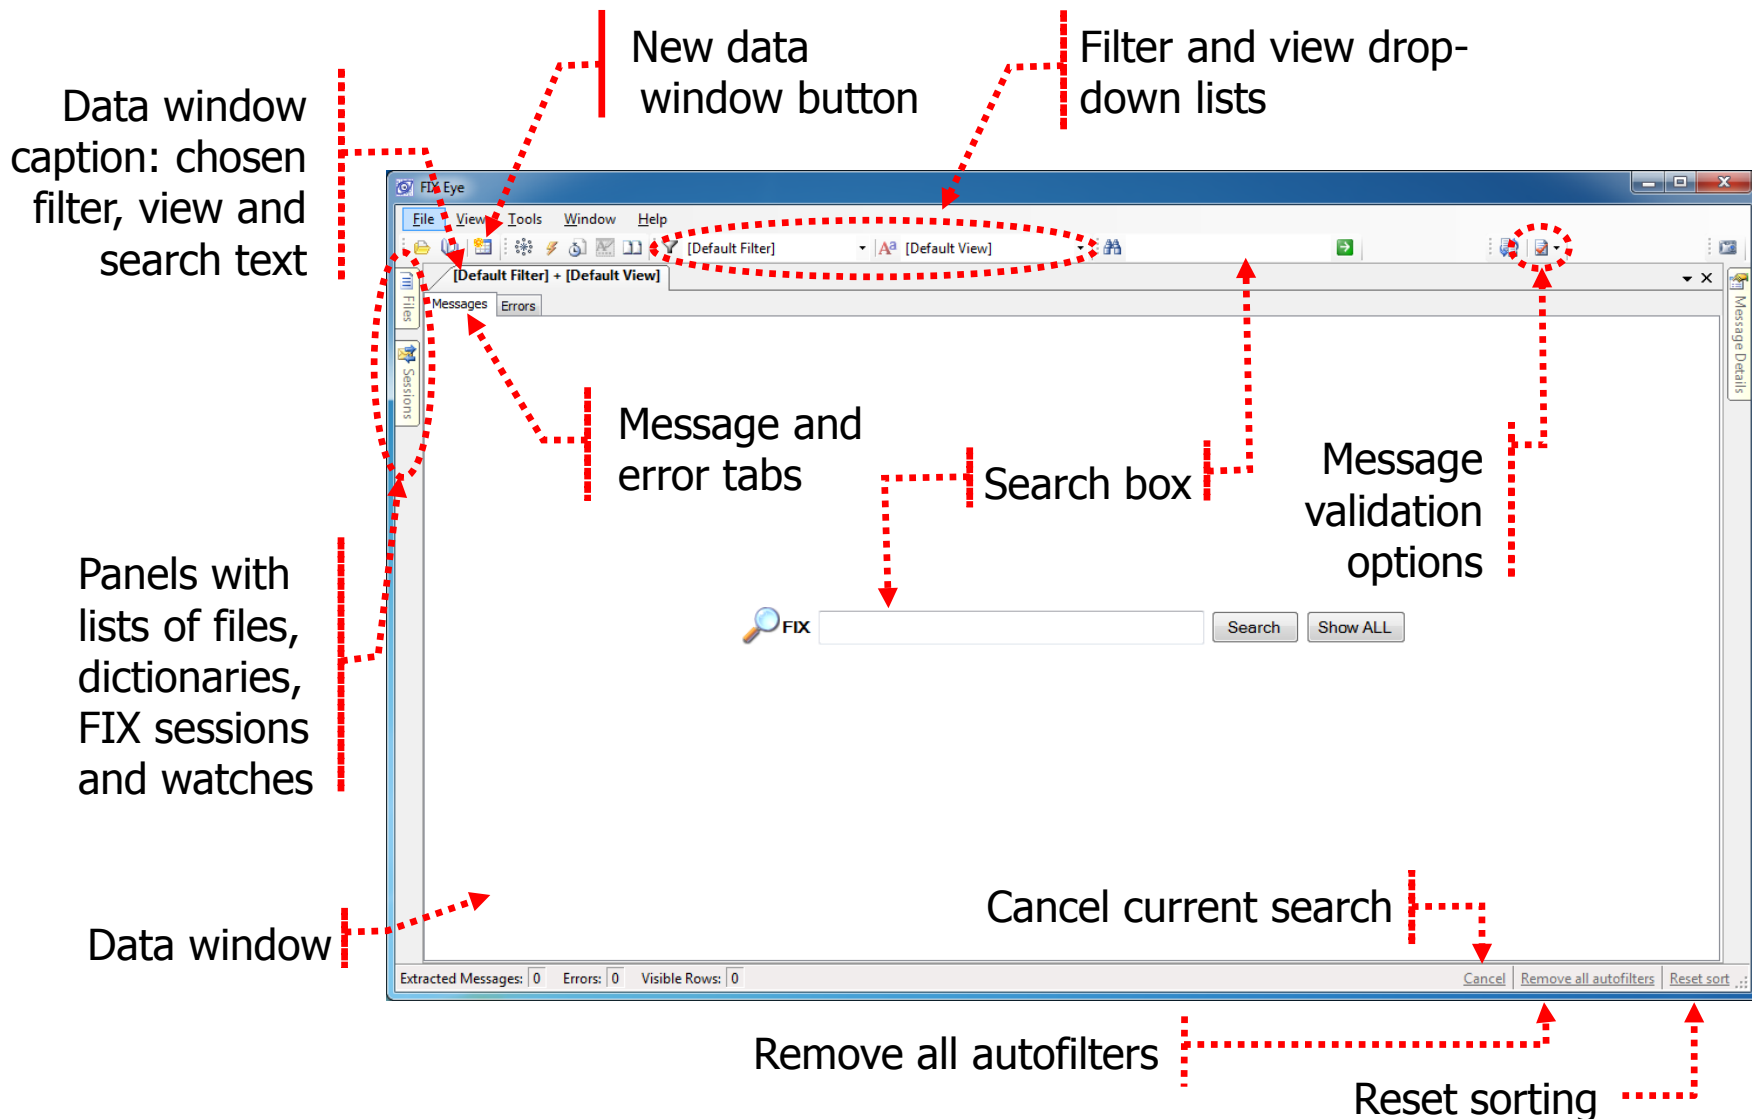 New data
window button
Filter and view drop-
down lists
Data window
caption: chosen
filter, view and
search text
FIX Eye
File View Tools Window Help
[Default Filter] Aa [Default View]
[Default Filter] + [Default View]
Messages Errors
Files
Sessions
Message Details
Message and
error tabs
Search box
Message
validation
options
Panels with
lists of files,
dictionaries,
FIX sessions
and watches
FIX Search Show ALL
Cancel current search
Data window
Extracted Messages: 0 Errors: 0 Visible Rows: 0 Cancel Remove all autofilters Reset sort
Remove all autofilters
Reset sorting